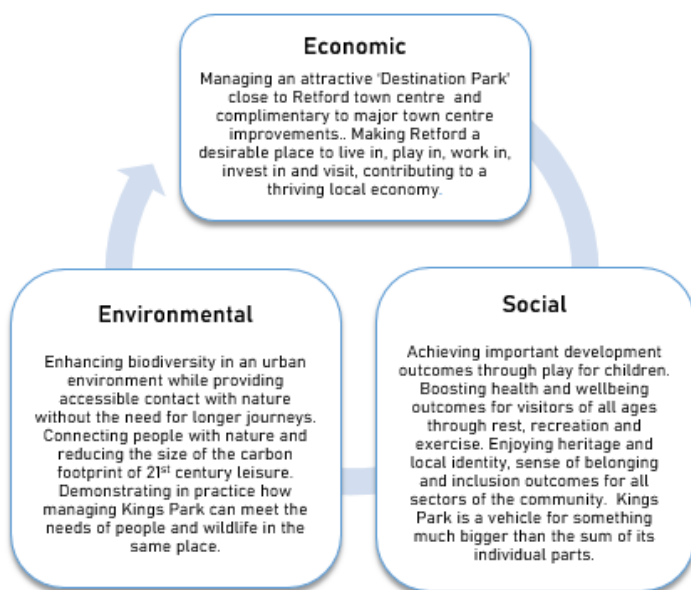 Economic
Managing an attractive 'Destination Park'
close to Retford town centre and
complimentary to major town centre
improvements.. Making Retford a
desirable place to live in, play in, work in,
invest in and visit, contributing to a
thriving local economy.
Environmental
Enhancing biodiversity in an urban
environment while providing
accessible contact with nature
without the need for longer journeys.
Connecting people with nature and
reducing the size of the carbon
footprint of 21st century leisure.
Demonstrating in practice how
managing Kings Park can meet the
needs of people and wildlife in the
same place.
Social
Achieving important development
outcomes through play for children.
Boosting health and wellbeing
outcomes for visitors of all ages
through rest, recreation and
exercise. Enjoying heritage and
local identity, sense of belonging
and inclusion outcomes for all
sectors of the community. Kings
Park is a vehicle for something
much bigger than the sum of its
individual parts.